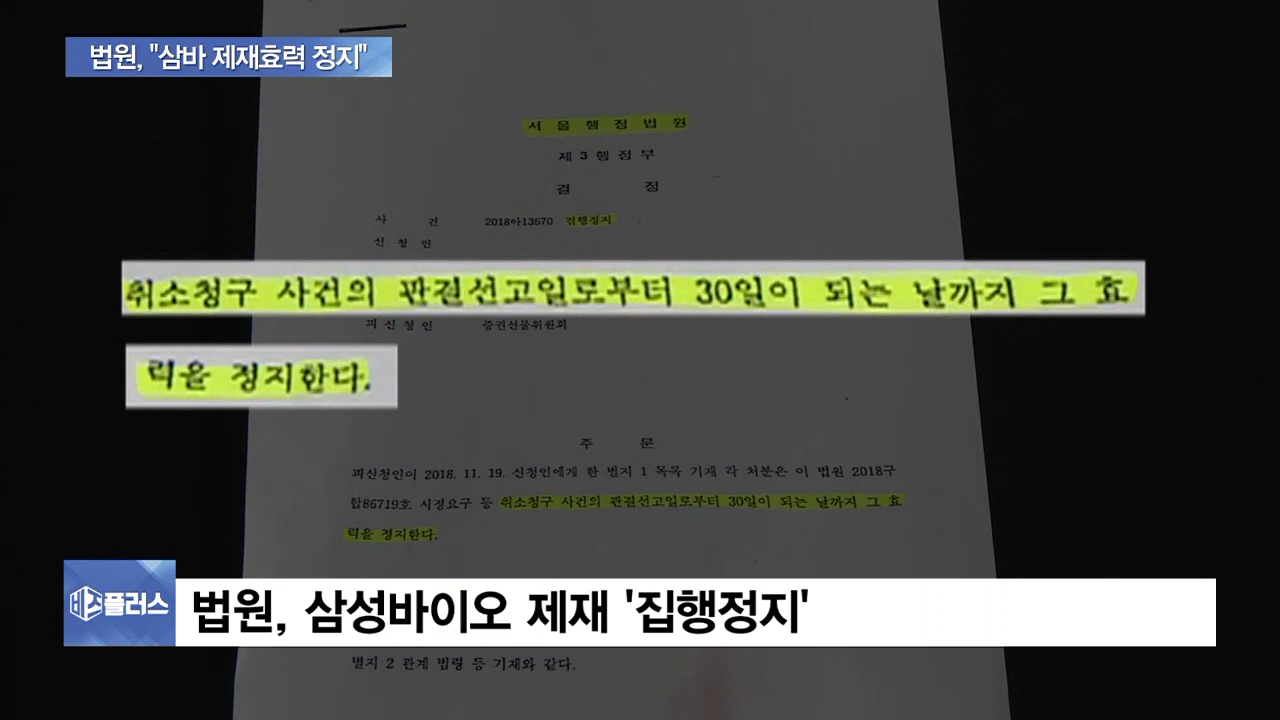 법원, "삼바 제재효력 정지"
서 울 행 정 법 원
제 3 행 정 부
결 정
사 건 2018아13670 집행정지
신 청 인
취소청구 사건의 판결선고일로부터 30일이 되는 날까지 그 효
피 신 청 인 증권선물위원회
력을 정지한다.
주 문
피신청인이 2018. 11. 19. 신청인에게 한 별지 1 목록 기재 각 처분은 이 법원 2018구
합86719호 시정요구 등 취소청구 사건의 판결선고일로부터 30일이 되는 날까지 그 효
력을 정지한다.
비즈플러스
법원, 삼성바이오 제재 '집행정지'
별지 2 관계 법령 등 기재와 같다.